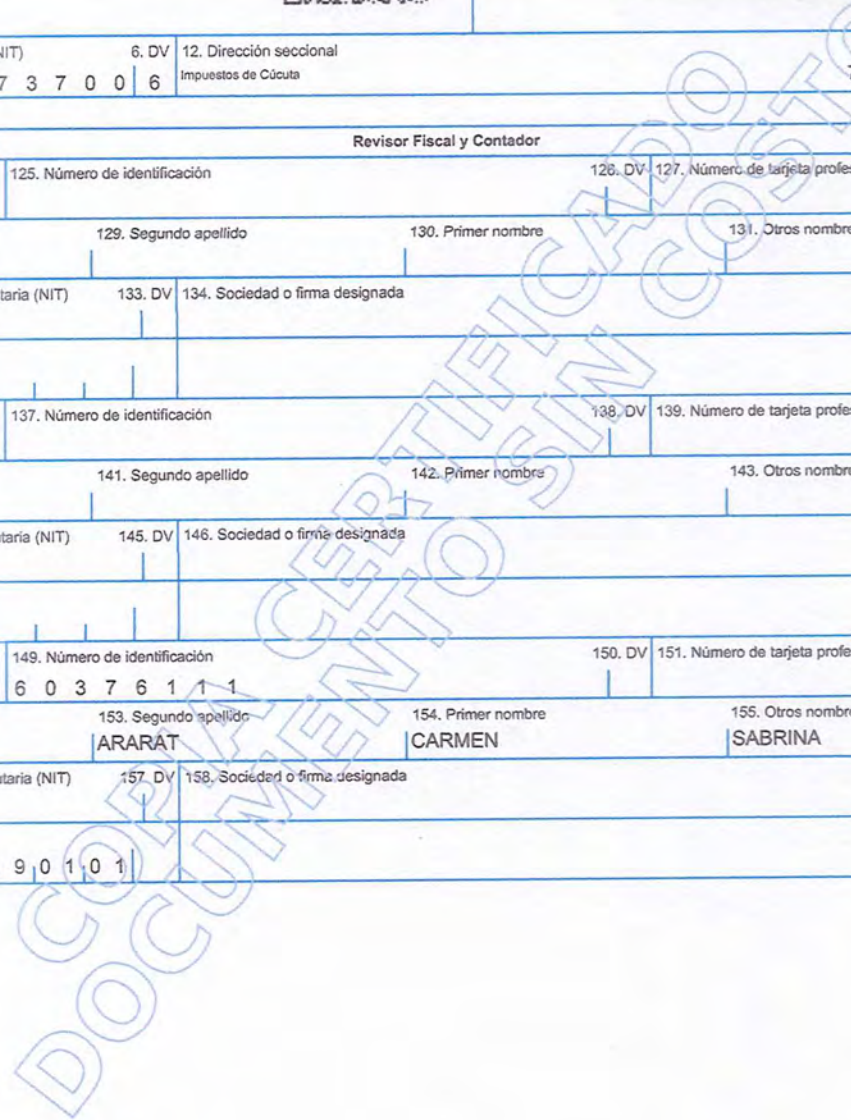 NIT) 6. DV 12. Dirección seccional
7 3 7 0 0 6 Impuestos de Cúcuta
Revisor Fiscal y Contador
125. Número de identificación 126. DV 127. Número de tarjeta profes
129. Segundo apellido 130. Primer nombre 131. Otros nombre
taria (NIT) 133. DV 134. Sociedad o firma designada
137. Número de identificación 138. DV 139. Número de tarjeta profes
141. Segundo apellido 142. Primer nombre 143. Otros nombre
taria (NIT) 145. DV 146. Sociedad o firma designada
149. Número de identificación 150. DV 151. Número de tarjeta profes
6 0 3 7 6 1 1 1
153. Segundo apellido 154. Primer nombre 155. Otros nombre
ARARAT CARMEN SABRINA
taria (NIT) 157. DV 158. Sociedad o firma designada
9 0 1 0 1
COPIA CERTIFICADO
DOCUMENTO SIN COSTO